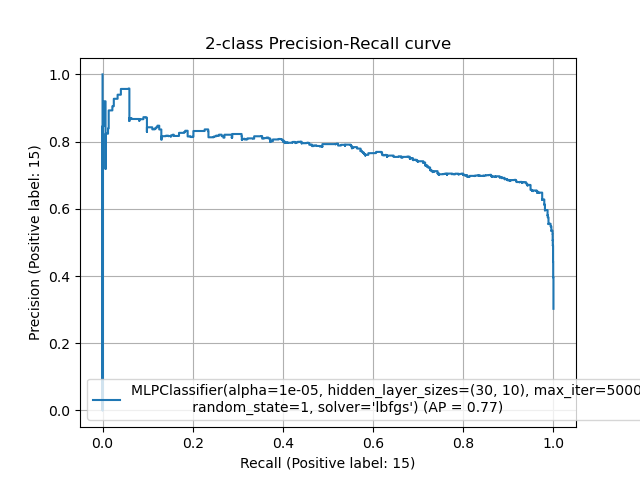 2-class Precision-Recall curve
1.0
0.8
0.6
0.4
0.2
0.0
Precision (Positive label: 15)
MLPClassifier(alpha=1e-05, hidden_layer_sizes=(30, 10), max_iter=5000
random_state=1, solver='lbfgs') (AP = 0.77)
0.0 0.2 0.4 0.6 0.8 1.0
Recall (Positive label: 15)